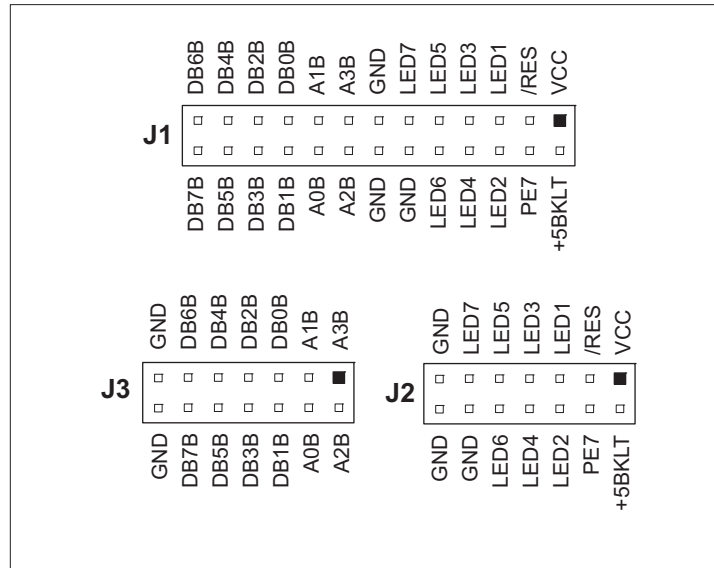 DB6B DB4B DB2B DB0B A1B A3B GND LED7 LED5 LED3 LED1 /RES VCC
J1
DB7B DB5B DB3B DB1B A0B A2B GND GND LED6 LED4 LED2 PE7 +5BKLT
GND DB6B DB4B DB2B DB0B A1B A3B
J3
GND DB7B DB5B DB3B DB1B A0B A2B
GND LED7 LED5 LED3 LED1 /RES VCC
J2
GND GND LED6 LED4 LED2 PE7 +5BKLT